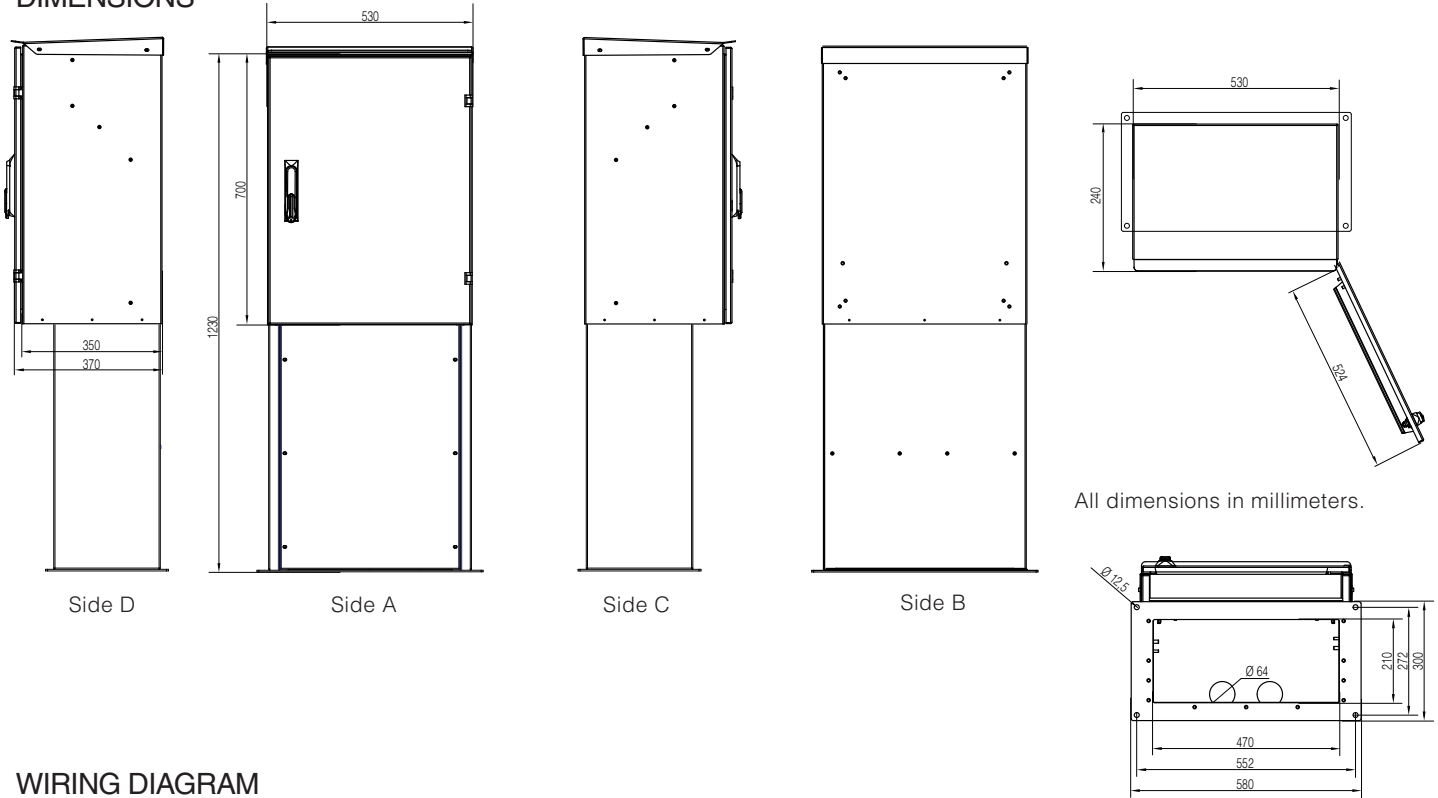 DIMENSIONS
530
700
1230
350
370
Side D
Side A
Side C
Side B
530
240
524
All dimensions in millimeters.
Ø 12,5
Ø 64
210
272
300
470
552
580
WIRING DIAGRAM